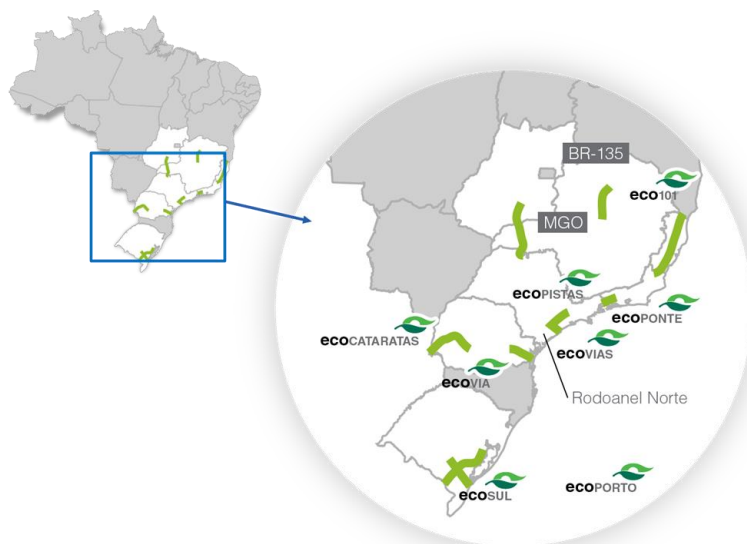 BR-135
eco101
MGO
ecoPISTAS
ecoPONTE
ecoCATARATAS
ecoVIAS
ecoVIA
Rodoanel Norte
ecoSUL
ecoPORTO